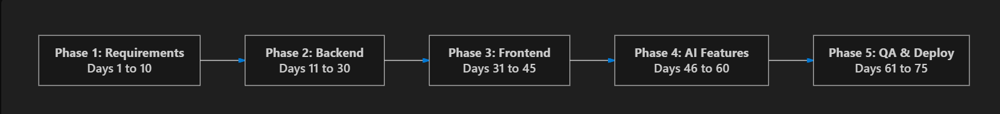 Phase 1: Requirements
Days 1 to 10
Phase 2: Backend
Days 11 to 30
Phase 3: Frontend
Days 31 to 45
Phase 4: AI Features
Days 46 to 60
Phase 5: QA & Deploy
Days 61 to 75